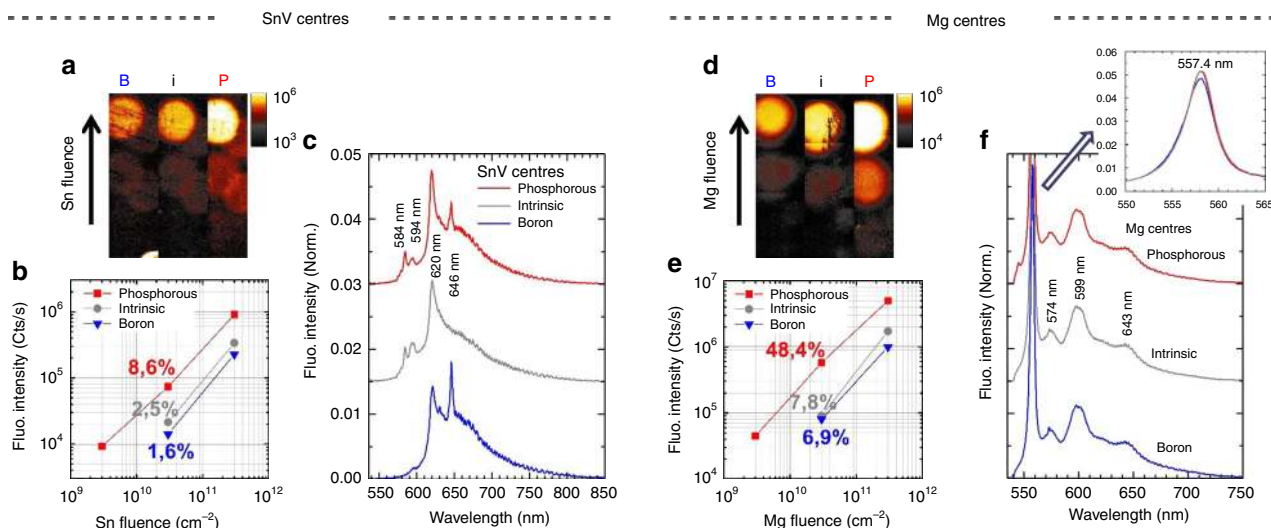 SnV centres
Mg centres
a
B i P
10⁶
10³
Sn fluence
b
Fluo. intensity (Cts/s)
10⁶
10⁵
10⁴
Phosphorous
Intrinsic
Boron
8,6%
2,5%
1,6%
10⁹ 10¹⁰ 10¹¹ 10¹²
Sn fluence (cm⁻²)
c
Fluo. intensity (Norm.)
0.05
0.04
0.03
0.02
0.01
0.00
SnV centres
Phosphorous
Intrinsic
Boron
584 nm
594 nm
620 nm
646 nm
550 600 650 700 750 800 850
Wavelength (nm)
d
B i P
10⁶
10⁴
Mg fluence
e
Fluo. intensity (Cts/s)
10⁷
10⁶
10⁵
10⁴
Phosphorous
Intrinsic
Boron
48,4%
7,8%
6,9%
10⁹ 10¹⁰ 10¹¹ 10¹²
Mg fluence (cm⁻²)
f
0.06
0.05
0.04
0.03
0.02
0.01
0.00
557.4 nm
550 555 560 565
Fluo. intensity (Norm.)
Mg centres
Phosphorous
574 nm
599 nm
643 nm
Intrinsic
Boron
550 600 650 700 750
Wavelength (nm)